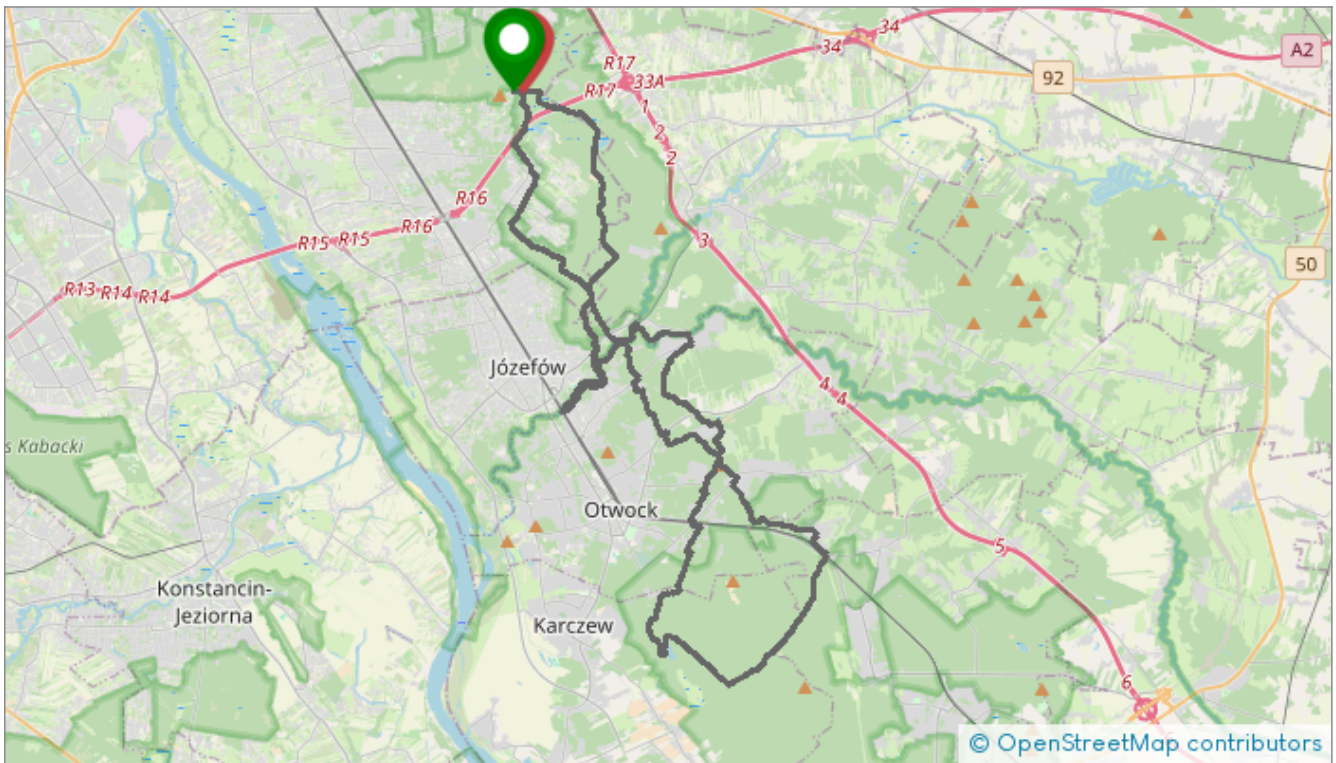 34
34
R17
A2
R17
33A
92
1
2
2
R16
R16
3
50
R15
R15
R13
R14
R14
Józefów
4
4
s Kabacki
Otwock
5
Konstancin-
Jeziorna
Karczew
6
© OpenStreetMap contributors